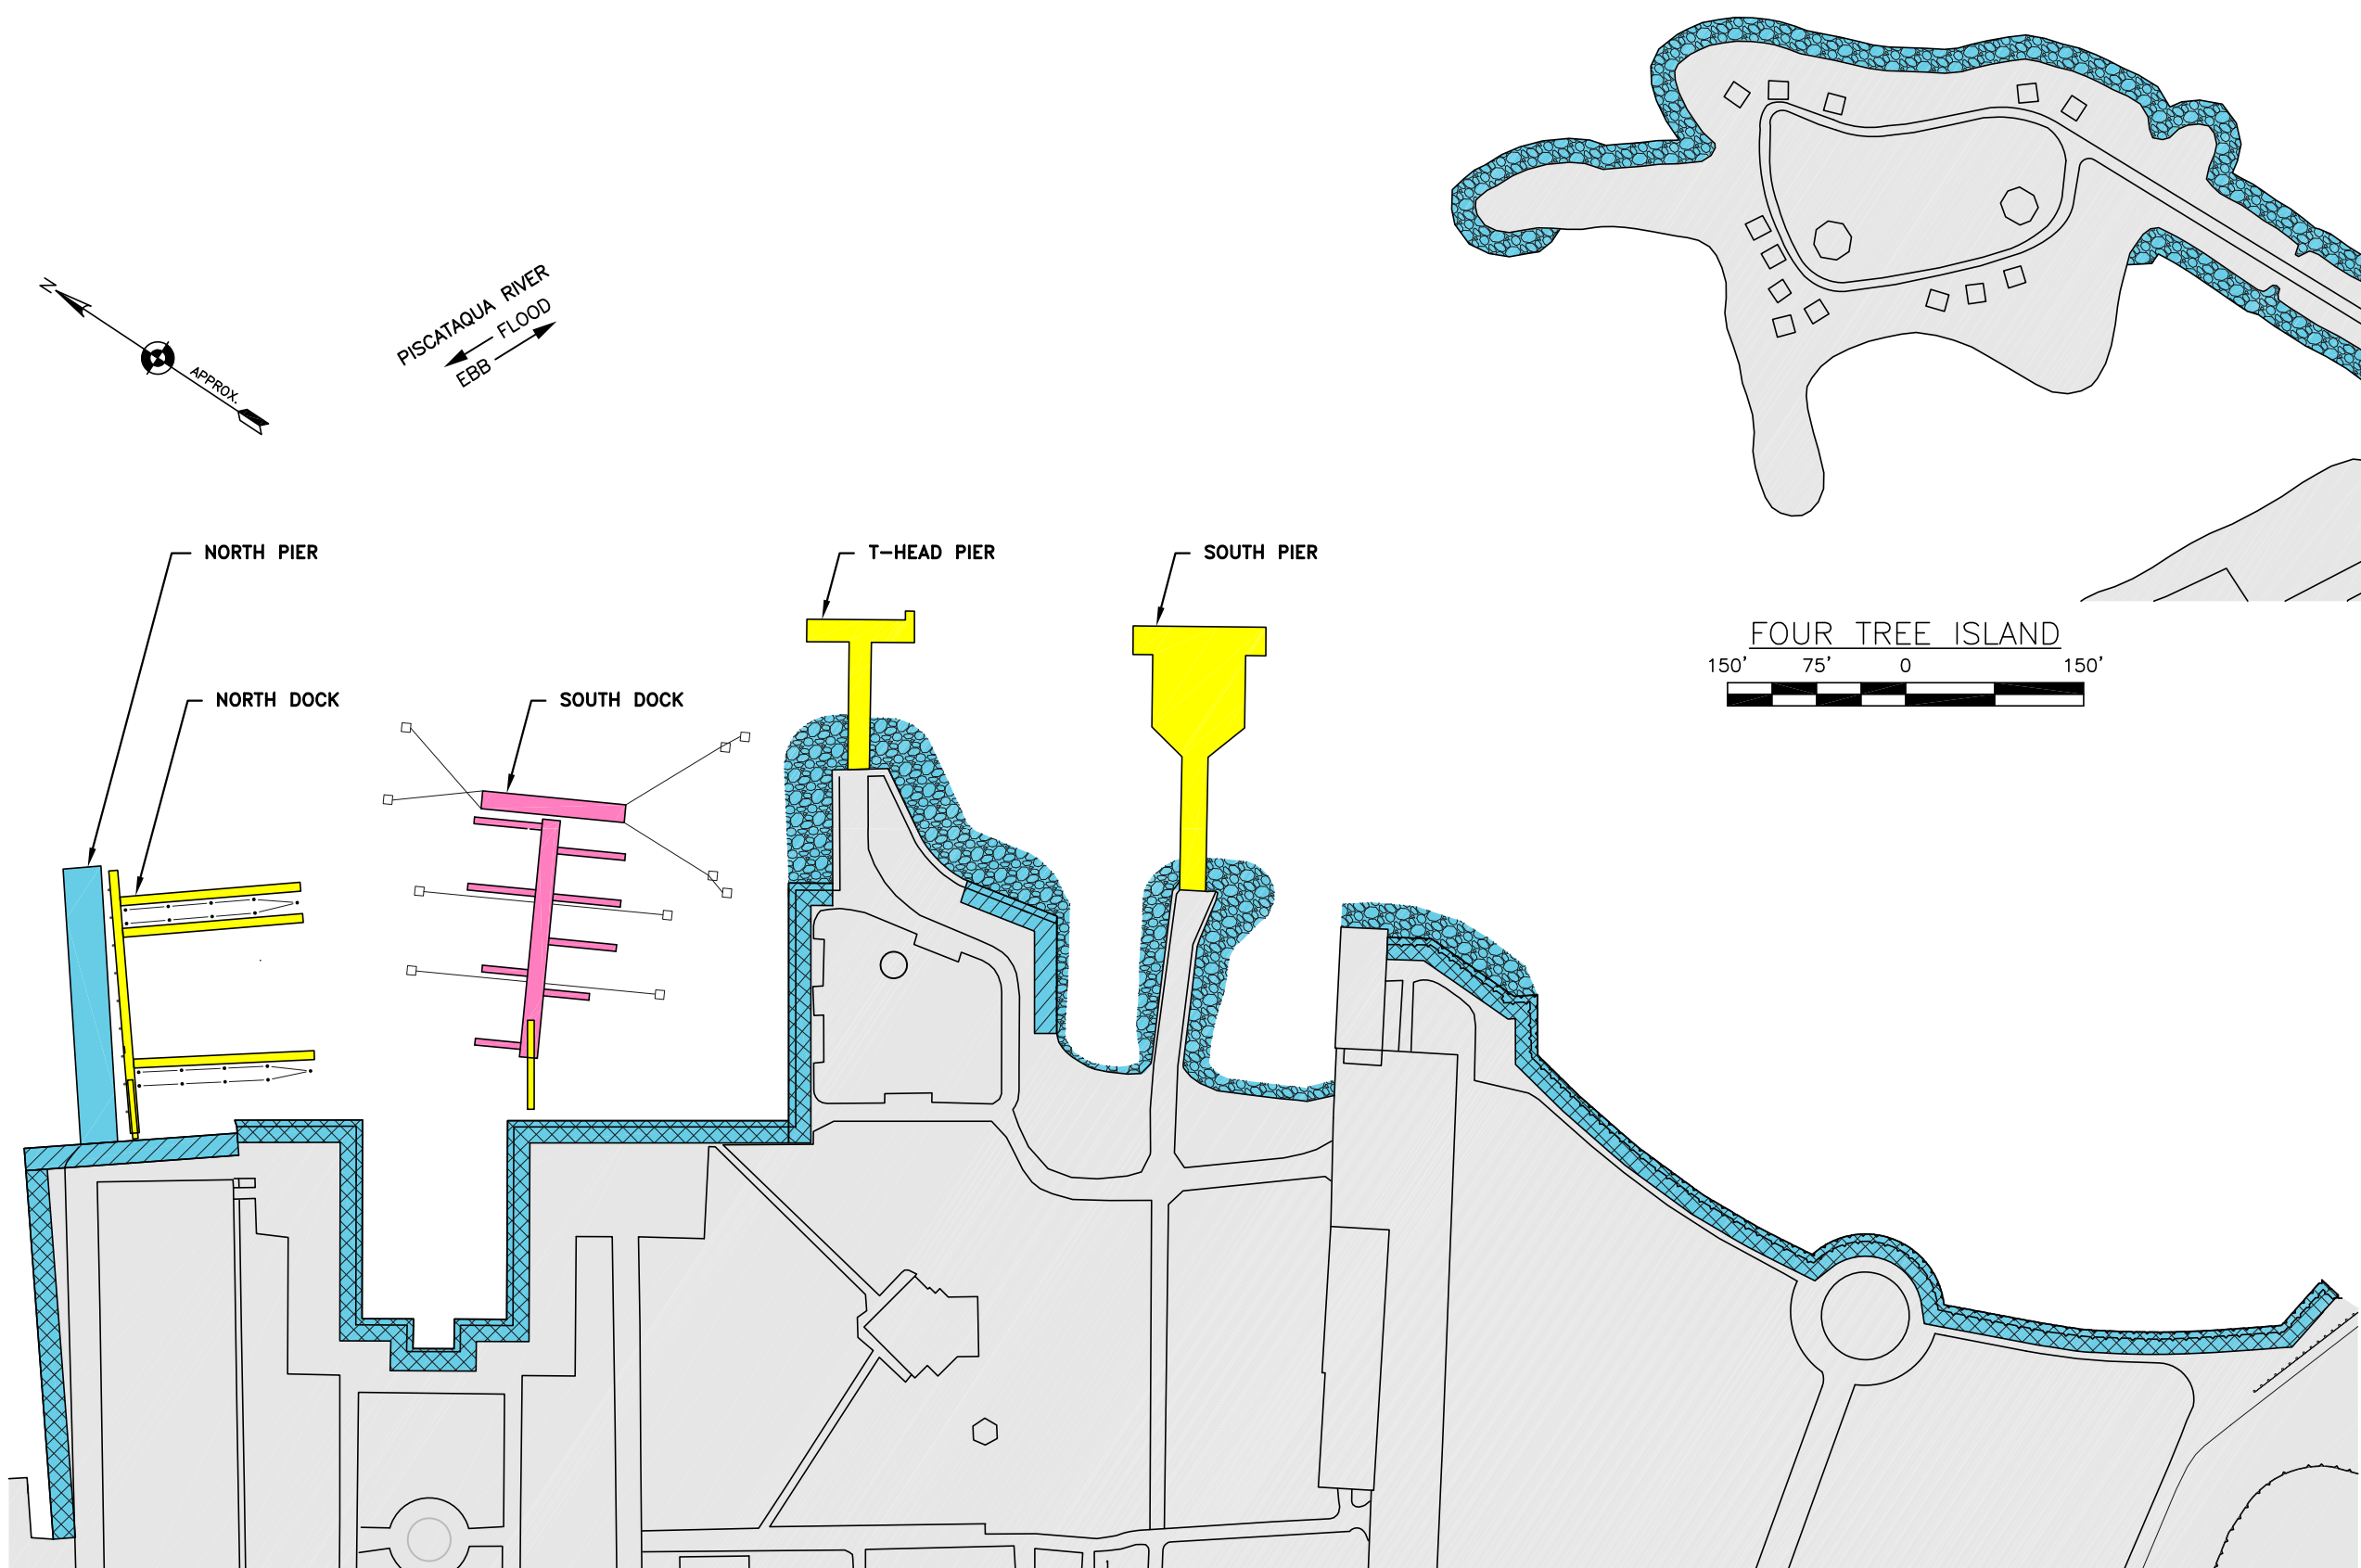 N
APPROX.
PISCATAQUA RIVER
FLOOD
EBB
NORTH PIER
T-HEAD PIER
SOUTH PIER
NORTH DOCK
SOUTH DOCK
FOUR TREE ISLAND
150' 75' 0 150'